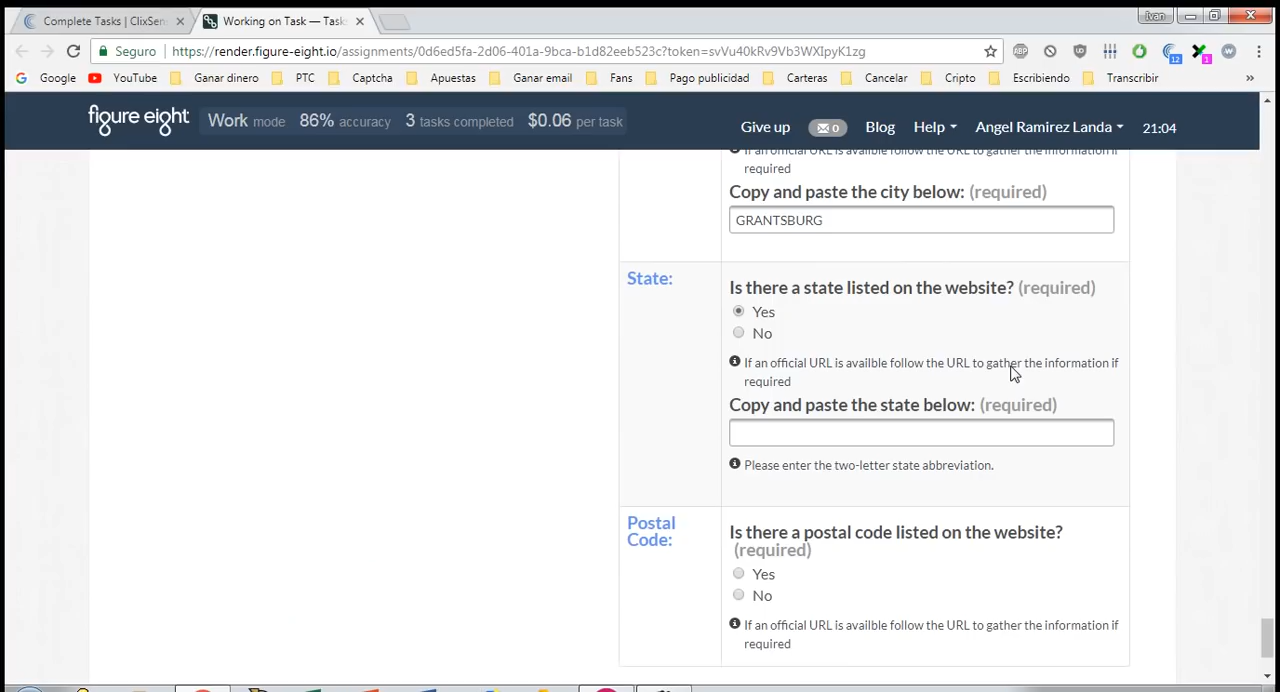 Complete Tasks | ClixSen
Working on Task — Task
ivan
Seguro
https://render.figure-eight.io/assignments/0d6ed5fa-2d06-401a-9bca-b1d82eeb523c?token=svVu40kRv9Vb3WXIpyK1zg
ABP
12
1
W
Google
YouTube
Ganar dinero
PTC
Captcha
Apuestas
Ganar email
Fans
Pago publicidad
Carteras
Cancelar
Cripto
Escribiendo
Transcribir
»
figure eight
Work mode
86% accuracy
3 tasks completed
$0.06 per task
Give up
0
Blog
Help
Angel Ramirez Landa
21:04
If an official URL is availble follow the URL to gather the information if
required
Copy and paste the city below: (required)
GRANTSBURG
State:
Is there a state listed on the website? (required)
Yes
No
If an official URL is availble follow the URL to gather the information if
required
Copy and paste the state below: (required)
Please enter the two-letter state abbreviation.
Postal
Code:
Is there a postal code listed on the website?
(required)
Yes
No
If an official URL is availble follow the URL to gather the information if
required